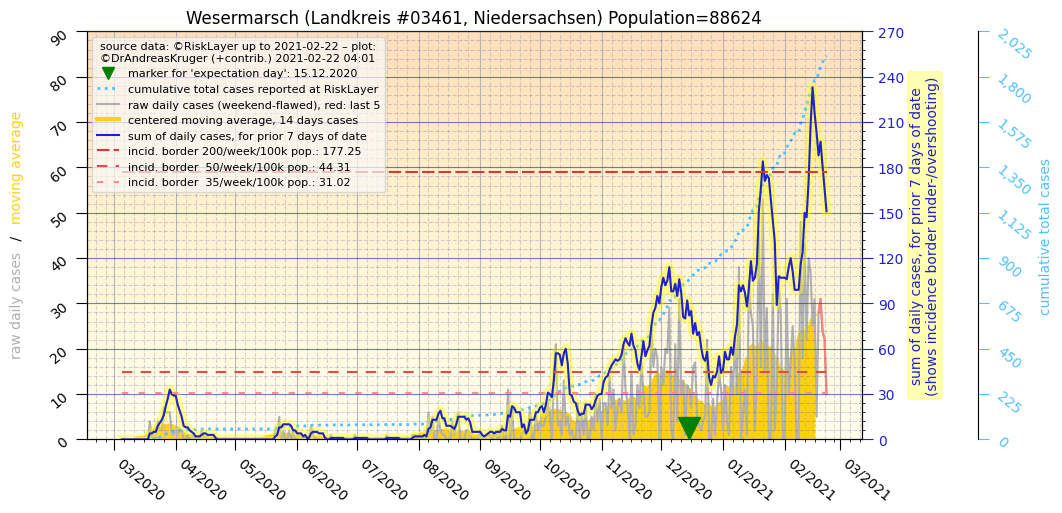 Wesermarsch (Landkreis #03461, Niedersachsen) Population=88624
source data: ©RiskLayer up to 2021-02-22 – plot:
©DrAndreasKruger (+contrib.) 2021-02-22 04:01
marker for 'expectation day': 15.12.2020
cumulative total cases reported at RiskLayer
raw daily cases (weekend-flawed), red: last 5
centered moving average, 14 days cases
sum of daily cases, for prior 7 days of date
incid. border 200/week/100k pop.: 177.25
incid. border  50/week/100k pop.: 44.31
incid. border  35/week/100k pop.: 31.02
raw daily cases / moving average
90
80
70
60
50
40
30
20
10
0
03/2020
04/2020
05/2020
06/2020
07/2020
08/2020
09/2020
10/2020
11/2020
12/2020
01/2021
02/2021
03/2021
270
240
210
180
150
120
90
60
30
0
sum of daily cases, for prior 7 days of date
(shows incidence border under-/overshooting)
2,025
1,800
1,575
1,350
1,125
900
675
450
225
0
cumulative total cases